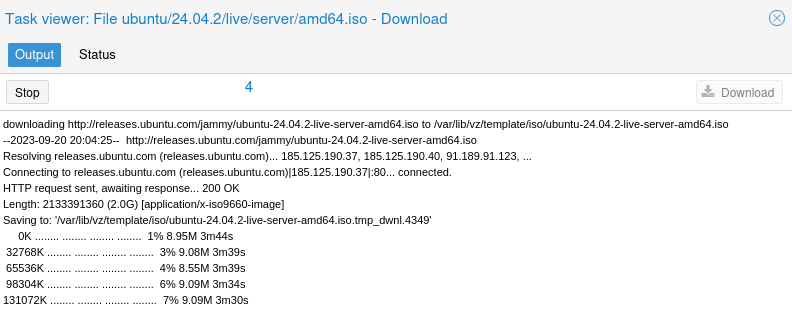 Task viewer: File ubuntu/24.04.2/live/server/amd64.iso - Download
Output Status
Stop 4 Download
downloading http://releases.ubuntu.com/jammy/ubuntu-24.04.2-live-server-amd64.iso to /var/lib/vz/template/iso/ubuntu-24.04.2-live-server-amd64.iso
--2023-09-20 20:04:25--  http://releases.ubuntu.com/jammy/ubuntu-24.04.2-live-server-amd64.iso
Resolving releases.ubuntu.com (releases.ubuntu.com)... 185.125.190.37, 185.125.190.40, 91.189.91.123, ...
Connecting to releases.ubuntu.com (releases.ubuntu.com)|185.125.190.37|:80... connected.
HTTP request sent, awaiting response... 200 OK
Length: 2133391360 (2.0G) [application/x-iso9660-image]
Saving to: '/var/lib/vz/template/iso/ubuntu-24.04.2-live-server-amd64.iso.tmp_dwnl.4349'
0K ........ ........ ........ ........  1% 8.95M 3m44s
32768K ........ ........ ........ ........  3% 9.08M 3m39s
65536K ........ ........ ........ ........  4% 8.55M 3m39s
98304K ........ ........ ........ ........  6% 9.09M 3m34s
131072K ........ ........ ........ ........  7% 9.09M 3m30s